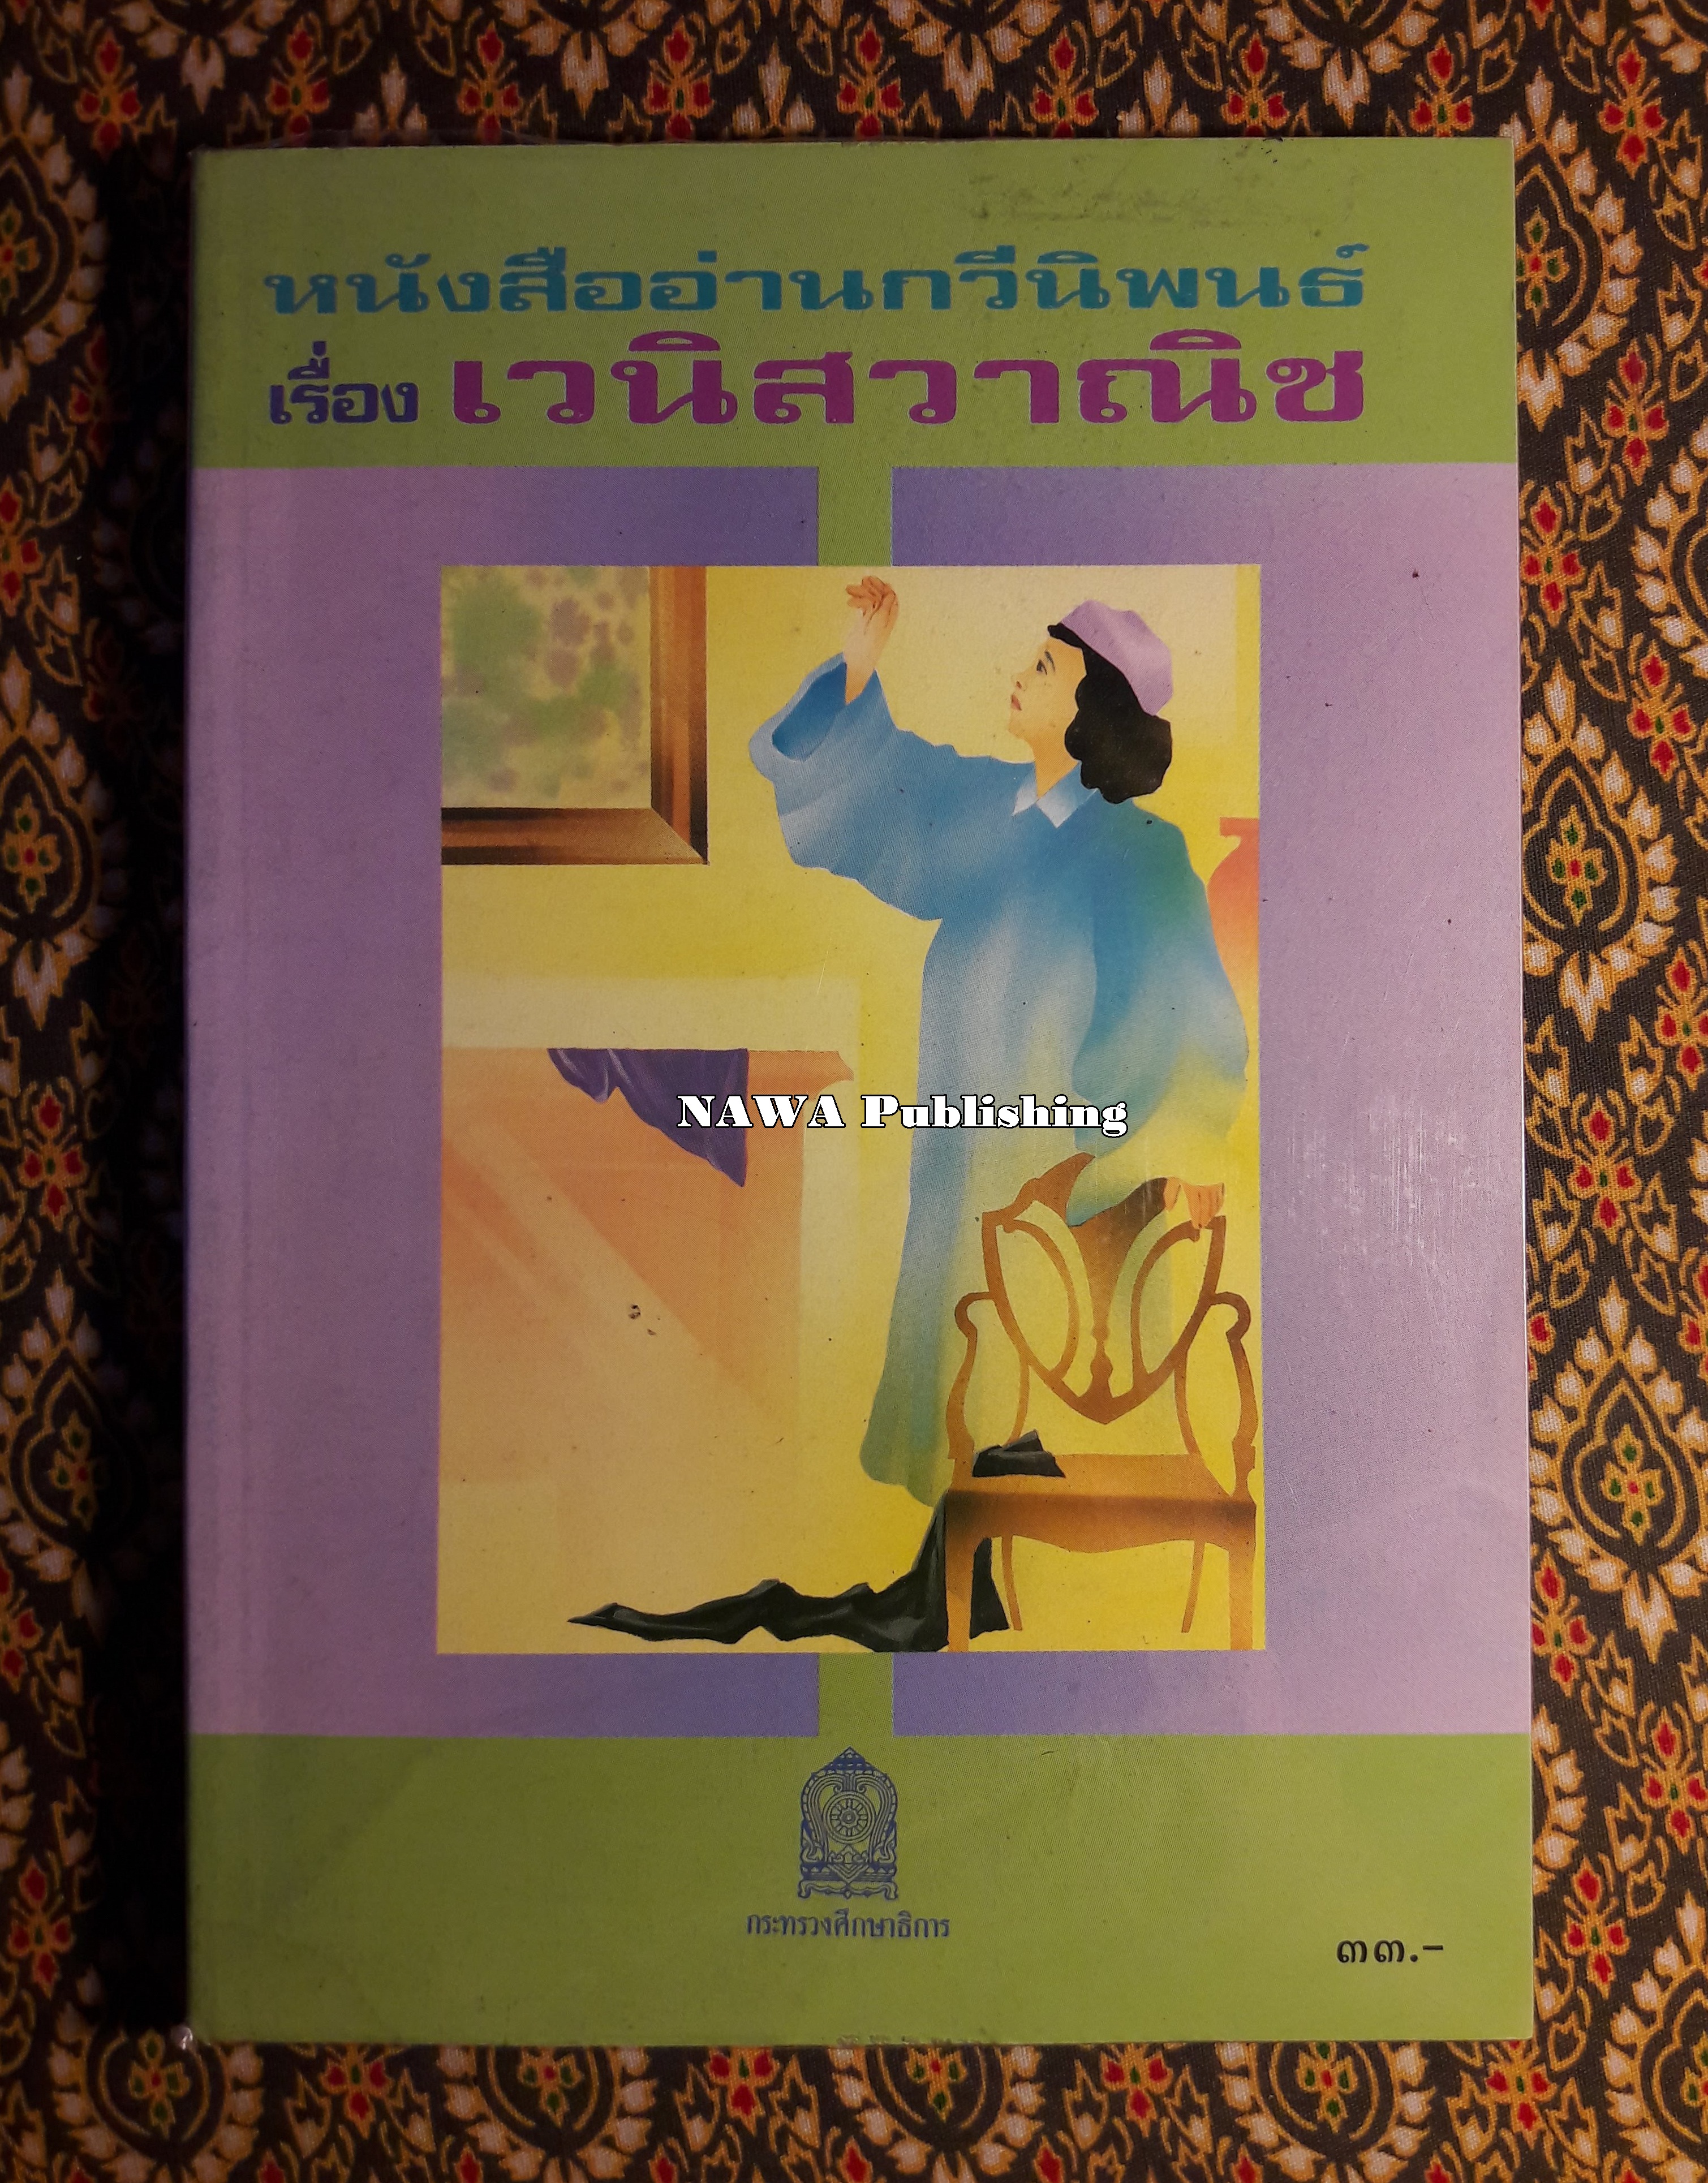 หนังสืออ่านกวีนิพนธ์
เรื่อง เวนิสวาณิช
NAWA Publishing
กระทรวงศึกษาธิการ
๓๓.-